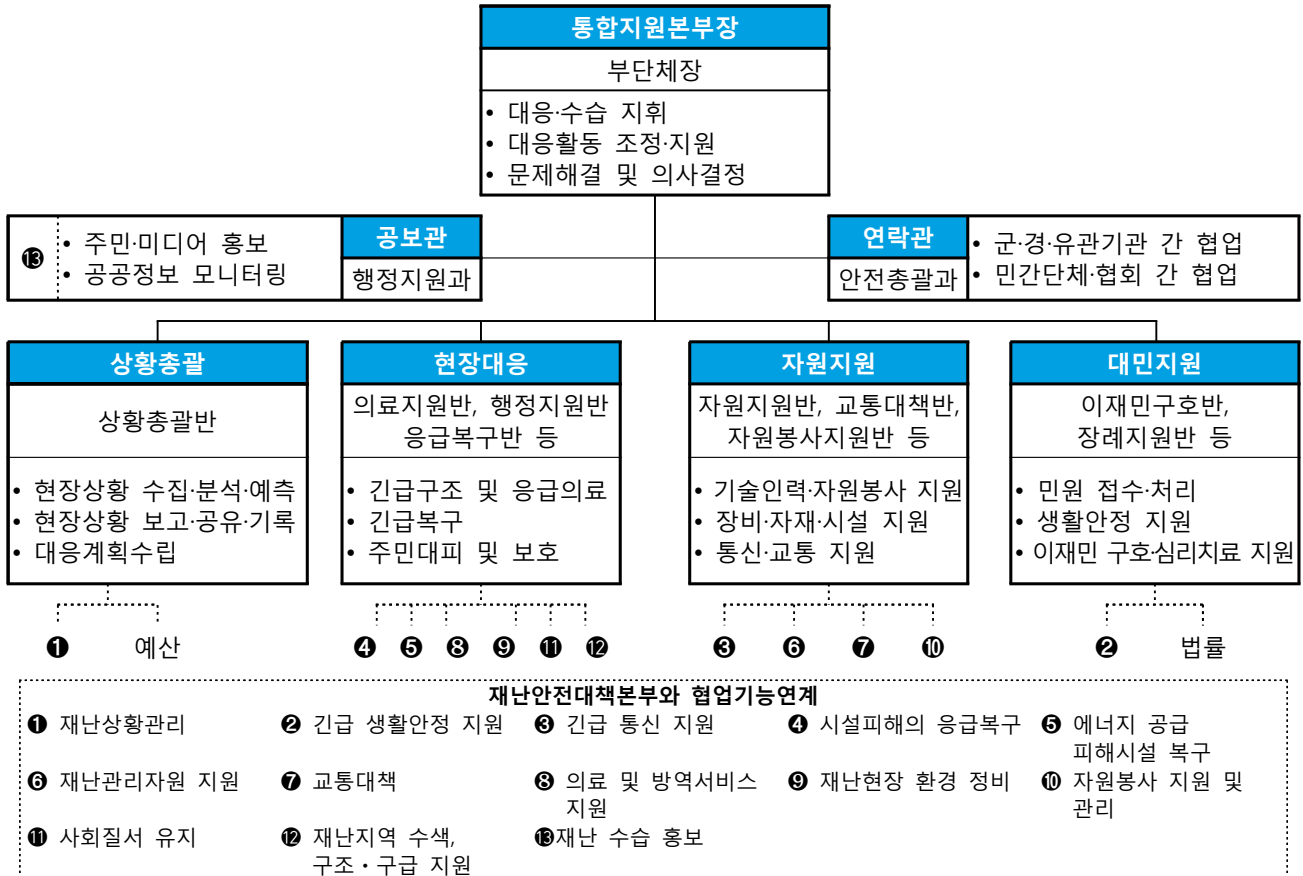 통합지원본부장
부단체장
• 대응·수습 지휘
• 대응활동 조정·지원
• 문제해결 및 의사결정
⓭
• 주민·미디어 홍보
• 공공정보 모니터링
공보관
행정지원과
연락관
안전총괄과
• 군·경·유관기관 간 협업
• 민간단체·협회 간 협업
상황총괄
상황총괄반
• 현장상황 수집·분석·예측
• 현장상황 보고·공유·기록
• 대응계획수립
현장대응
의료지원반, 행정지원반
응급복구반 등
• 긴급구조 및 응급의료
• 긴급복구
• 주민대피 및 보호
자원지원
자원지원반, 교통대책반,
자원봉사지원반 등
• 기술인력·자원봉사 지원
• 장비·자재·시설 지원
• 통신·교통 지원
대민지원
이재민구호반,
장례지원반 등
• 민원 접수·처리
• 생활안정 지원
• 이재민 구호·심리치료 지원
❶ 예산
❹ ❺ ❽ ❾ ⓫ ⓬
❸ ❻ ❼ ❿
❷ 법률
재난안전대책본부와 협업기능연계
❶ 재난상황관리
❷ 긴급 생활안정 지원
❸ 긴급 통신 지원
❹ 시설피해의 응급복구
❺ 에너지 공급
피해시설 복구
❻ 재난관리자원 지원
❼ 교통대책
❽ 의료 및 방역서비스
지원
❾ 재난현장 환경 정비
❿ 자원봉사 지원 및
관리
⓫ 사회질서 유지
⓬ 재난지역 수색,
구조・구급 지원
⓭재난 수습 홍보